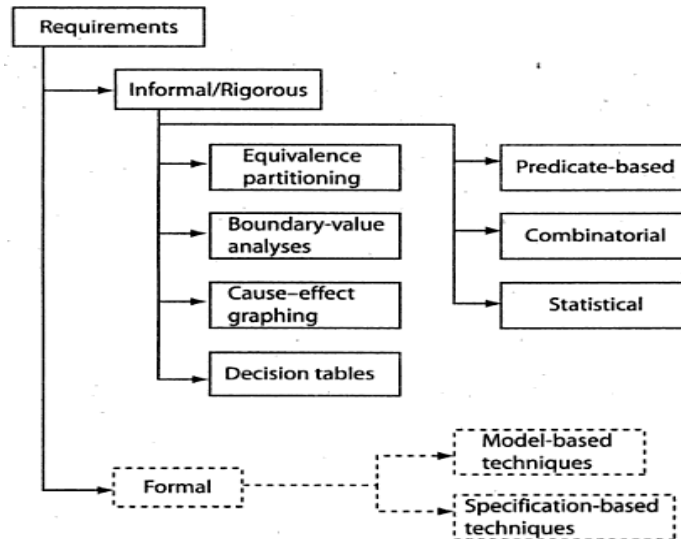 Requirements
Informal/Rigorous
Equivalence
partitioning
Predicate-based
Boundary-value
analyses
Combinatorial
Cause–effect
graphing
Statistical
Decision tables
Model-based
techniques
Formal
Specification-based
techniques